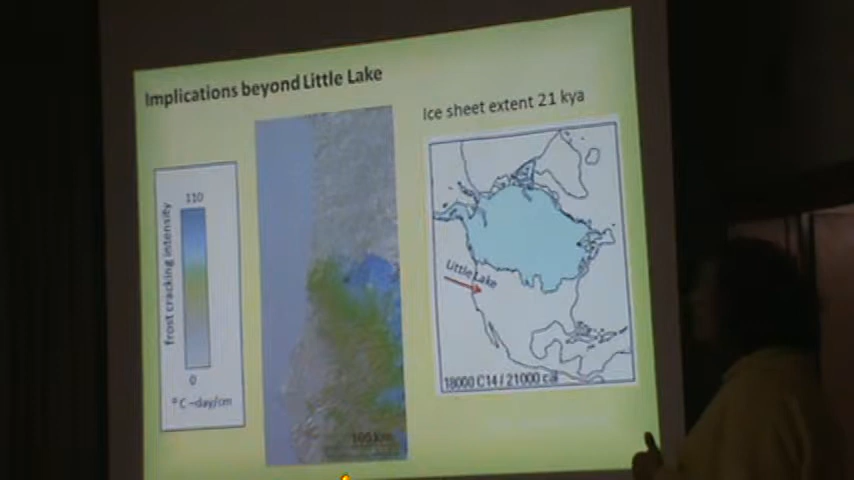 Implications beyond Little Lake
Ice sheet extent 21 kya
110
frost cracking intensity
0
°C-day/cm
100 km
Little Lake
18000 C14 / 21000 cal